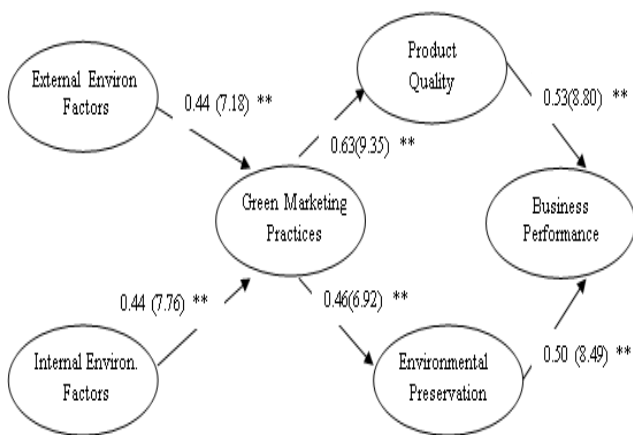 Product
Quality
External Environ
Factors
0.44 (7.18) **
0.53(8.80) **
0.63(9.35) **
Green Marketing
Practices
Business
Performance
0.44 (7.76) **
0.46(6.92) **
Internal Environ.
Factors
Environmental
Preservation
0.50 (8.49) **